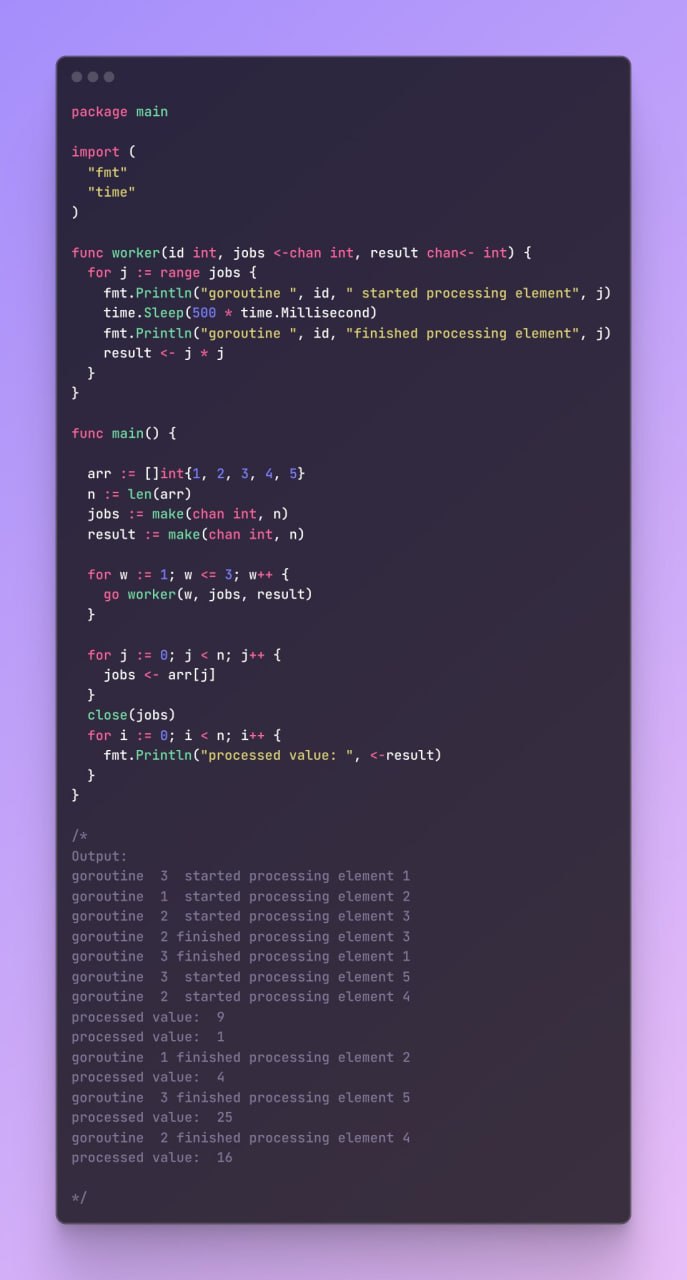 package main

import (
  "fmt"
  "time"
)

func worker(id int, jobs <-chan int, result chan<- int) {
  for j := range jobs {
    fmt.Println("goroutine ", id, " started processing element", j)
    time.Sleep(500 * time.Millisecond)
    fmt.Println("goroutine ", id, "finished processing element", j)
    result <- j * j
  }
}

func main() {

  arr := []int{1, 2, 3, 4, 5}
  n := len(arr)
  jobs := make(chan int, n)
  result := make(chan int, n)

  for w := 1; w <= 3; w++ {
    go worker(w, jobs, result)
  }

  for j := 0; j < n; j++ {
    jobs <- arr[j]
  }
  close(jobs)
  for i := 0; i < n; i++ {
    fmt.Println("processed value: ", <-result)
  }
}

/*
Output:
goroutine  3  started processing element 1
goroutine  1  started processing element 2
goroutine  2  started processing element 3
goroutine  2 finished processing element 3
goroutine  3 finished processing element 1
goroutine  3  started processing element 5
goroutine  2  started processing element 4
processed value:  9
processed value:  1
goroutine  1 finished processing element 2
processed value:  4
goroutine  3 finished processing element 5
processed value:  25
goroutine  2 finished processing element 4
processed value:  16

*/